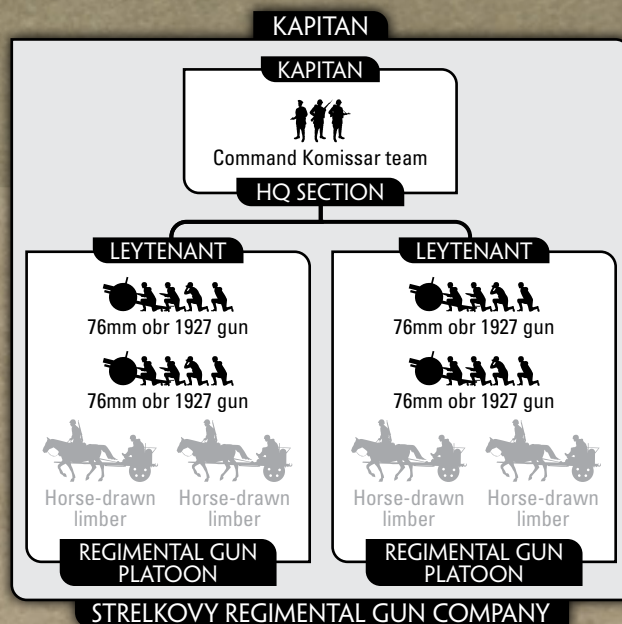 KAPITAN
KAPITAN
Command Komissar team
HQ SECTION
LEYTENANT
76mm obr 1927 gun
76mm obr 1927 gun
Horse-drawn limber
Horse-drawn limber
REGIMENTAL GUN
PLATOON
LEYTENANT
76mm obr 1927 gun
76mm obr 1927 gun
Horse-drawn limber
Horse-drawn limber
REGIMENTAL GUN
PLATOON
STRELKOVY REGIMENTAL GUN COMPANY